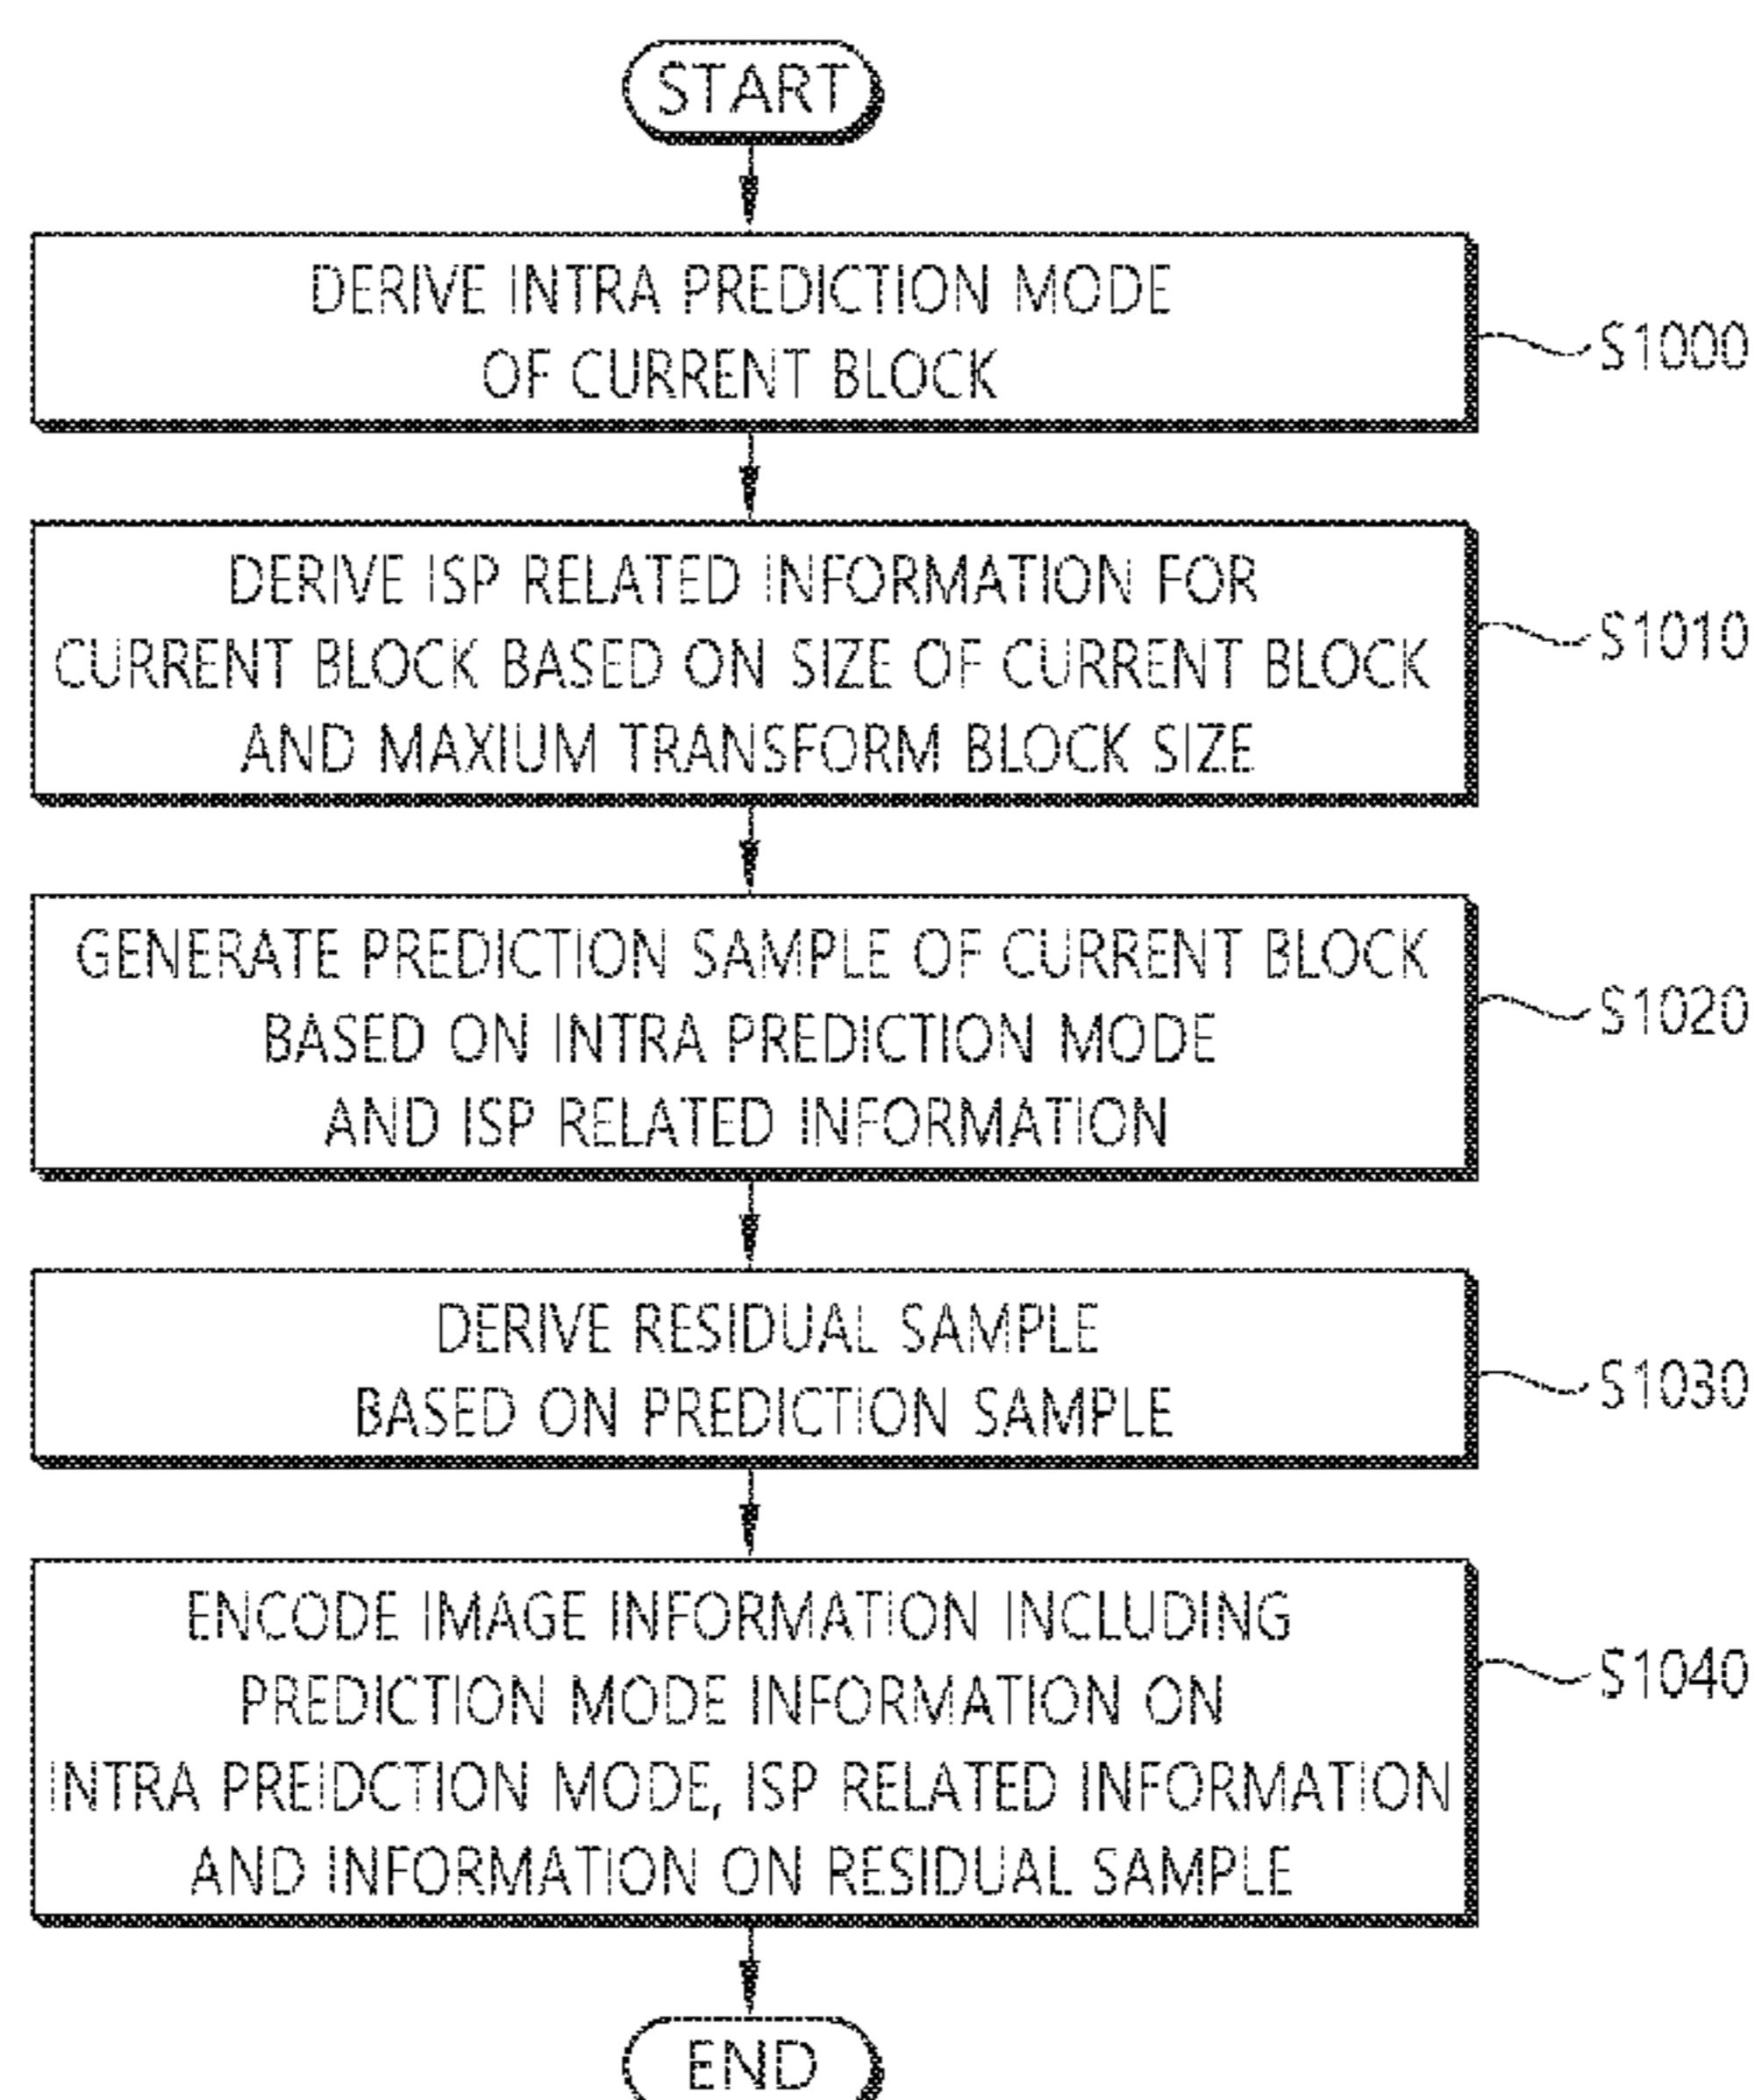 START
DERIVE INTRA PREDICTION MODE
OF CURRENT BLOCK
S1000
DERIVE ISP RELATED INFORMATION FOR
CURRENT BLOCK BASED ON SIZE OF CURRENT BLOCK
AND MAXIUM TRANSFORM BLOCK SIZE
S1010
GENERATE PREDICTION SAMPLE OF CURRENT BLOCK
BASED ON INTRA PREDICTION MODE
AND ISP RELATED INFORMATION
S1020
DERIVE RESIDUAL SAMPLE
BASED ON PREDICTION SAMPLE
S1030
ENCODE IMAGE INFORMATION INCLUDING
PREDICTION MODE INFORMATION ON
INTRA PREIDCTION MODE, ISP RELATED INFORMATION
AND INFORMATION ON RESIDUAL SAMPLE
S1040
END